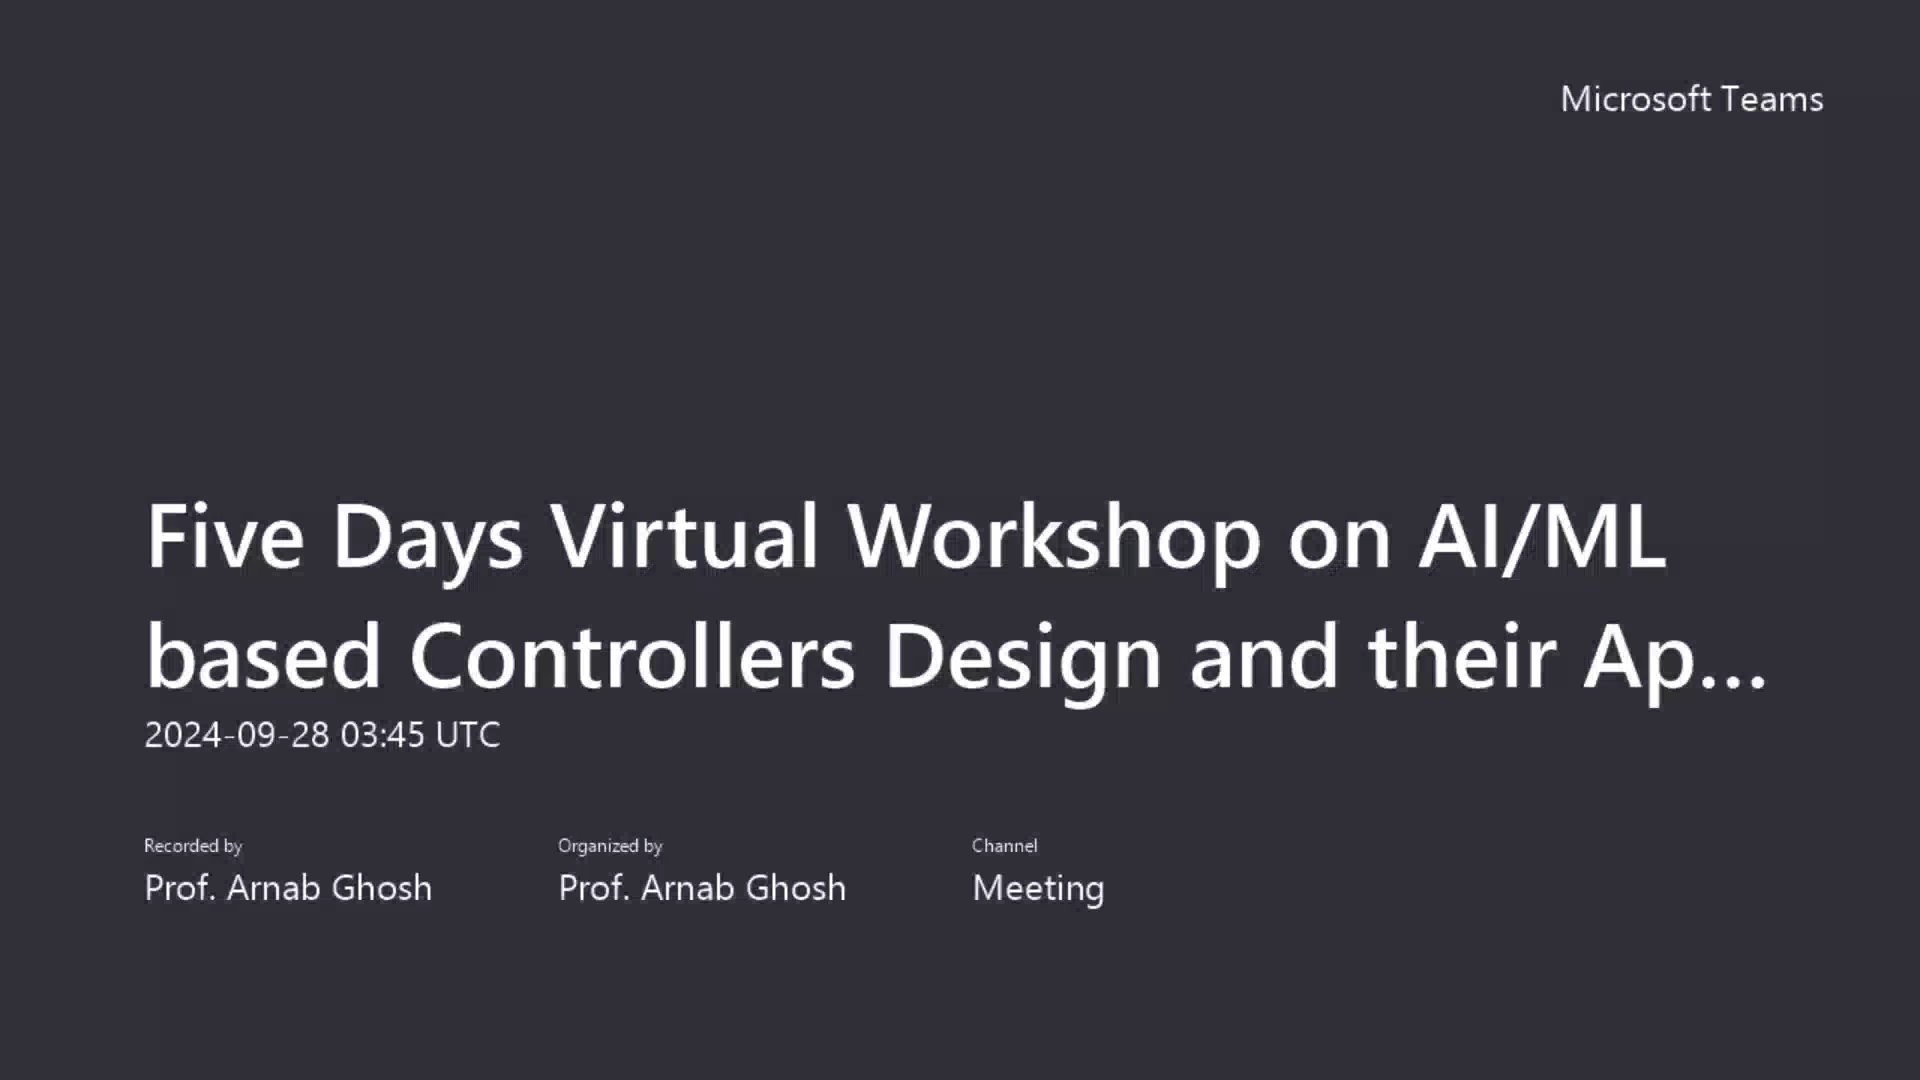 Microsoft Teams
Five Days Virtual Workshop on AI/ML
based Controllers Design and their Ap...
2024-09-28 03:45 UTC
Recorded by
Prof. Arnab Ghosh
Organized by
Prof. Arnab Ghosh
Channel
Meeting